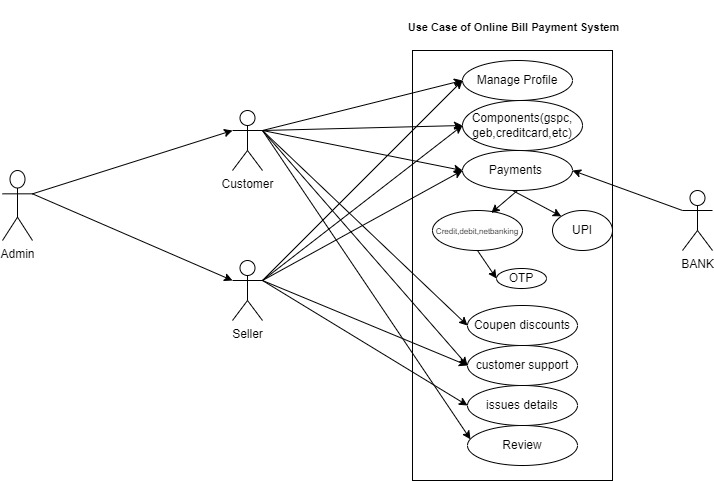 Use Case of Online Bill Payment System
Manage Profile
Components(gspc,
geb,creditcard,etc)
Customer
Payments
Admin
Credit,debit,netbanking
UPI
BANK
OTP
Seller
Coupen discounts
customer support
issues details
Review